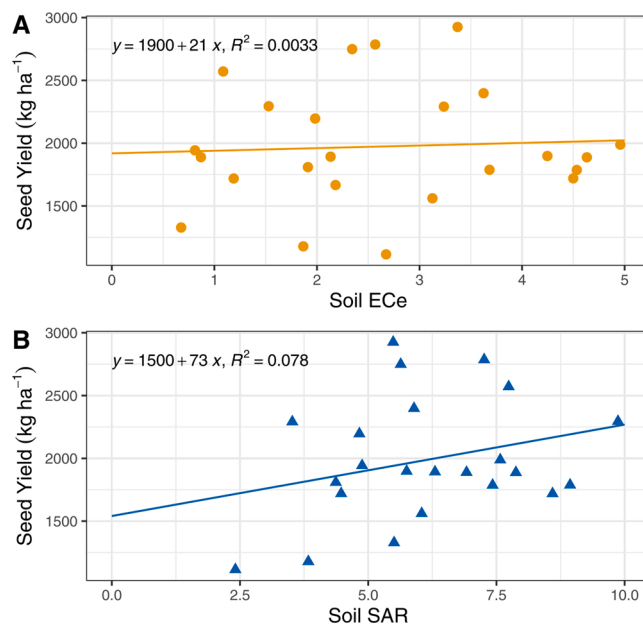 A
3000
y = 1900 + 21 x, R² = 0.0033
2500
2000
1500
Seed Yield (kg ha⁻¹)
0 1 2 3 4 5
Soil ECe
B
3000
y = 1500 + 73 x, R² = 0.078
2500
2000
1500
Seed Yield (kg ha⁻¹)
0.0 2.5 5.0 7.5 10.0
Soil SAR